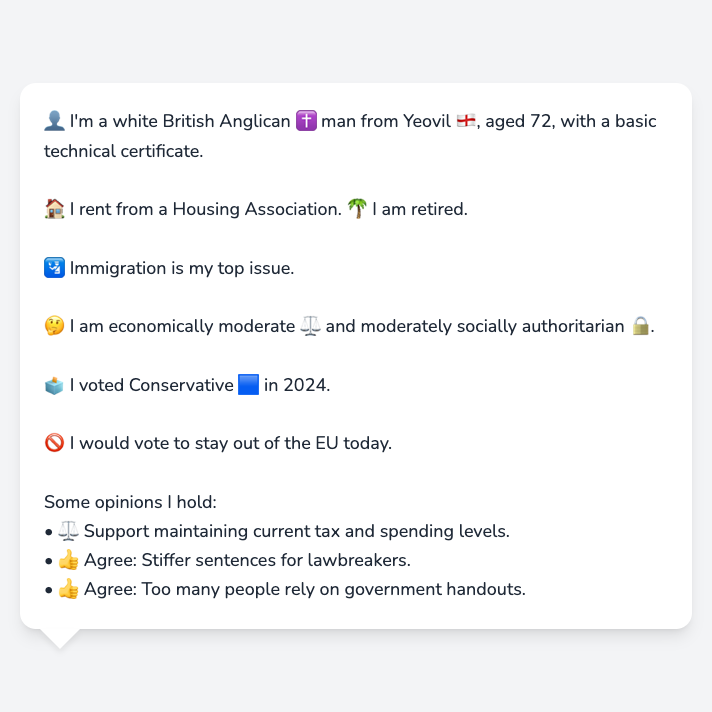 👤 I'm a white British Anglican ✝️ man from Yeovil 🏴󠁧󠁢󠁥󠁮󠁧󠁿, aged 72, with a basic
technical certificate.
🏠 I rent from a Housing Association. 🌴 I am retired.
🛂 Immigration is my top issue.
🤔 I am economically moderate ⚖️ and moderately socially authoritarian 🔒.
🗳️ I voted Conservative 🟦 in 2024.
🚫 I would vote to stay out of the EU today.
Some opinions I hold:
• ⚖️ Support maintaining current tax and spending levels.
• 👍 Agree: Stiffer sentences for lawbreakers.
• 👍 Agree: Too many people rely on government handouts.